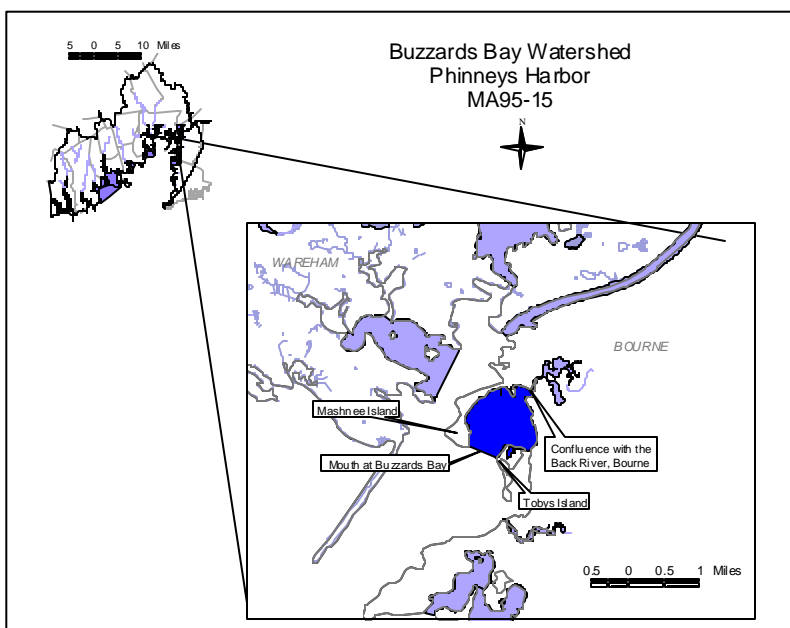 5 0 5 10 Miles
Buzzards Bay Watershed
Phinneys Harbor
MA95-15
N
WAREHAM
BOURNE
Mashnee Island
Mouth at Buzzards Bay
Confluence with the
Back River, Bourne
Tobys Island
0.5 0 0.5 1 Miles